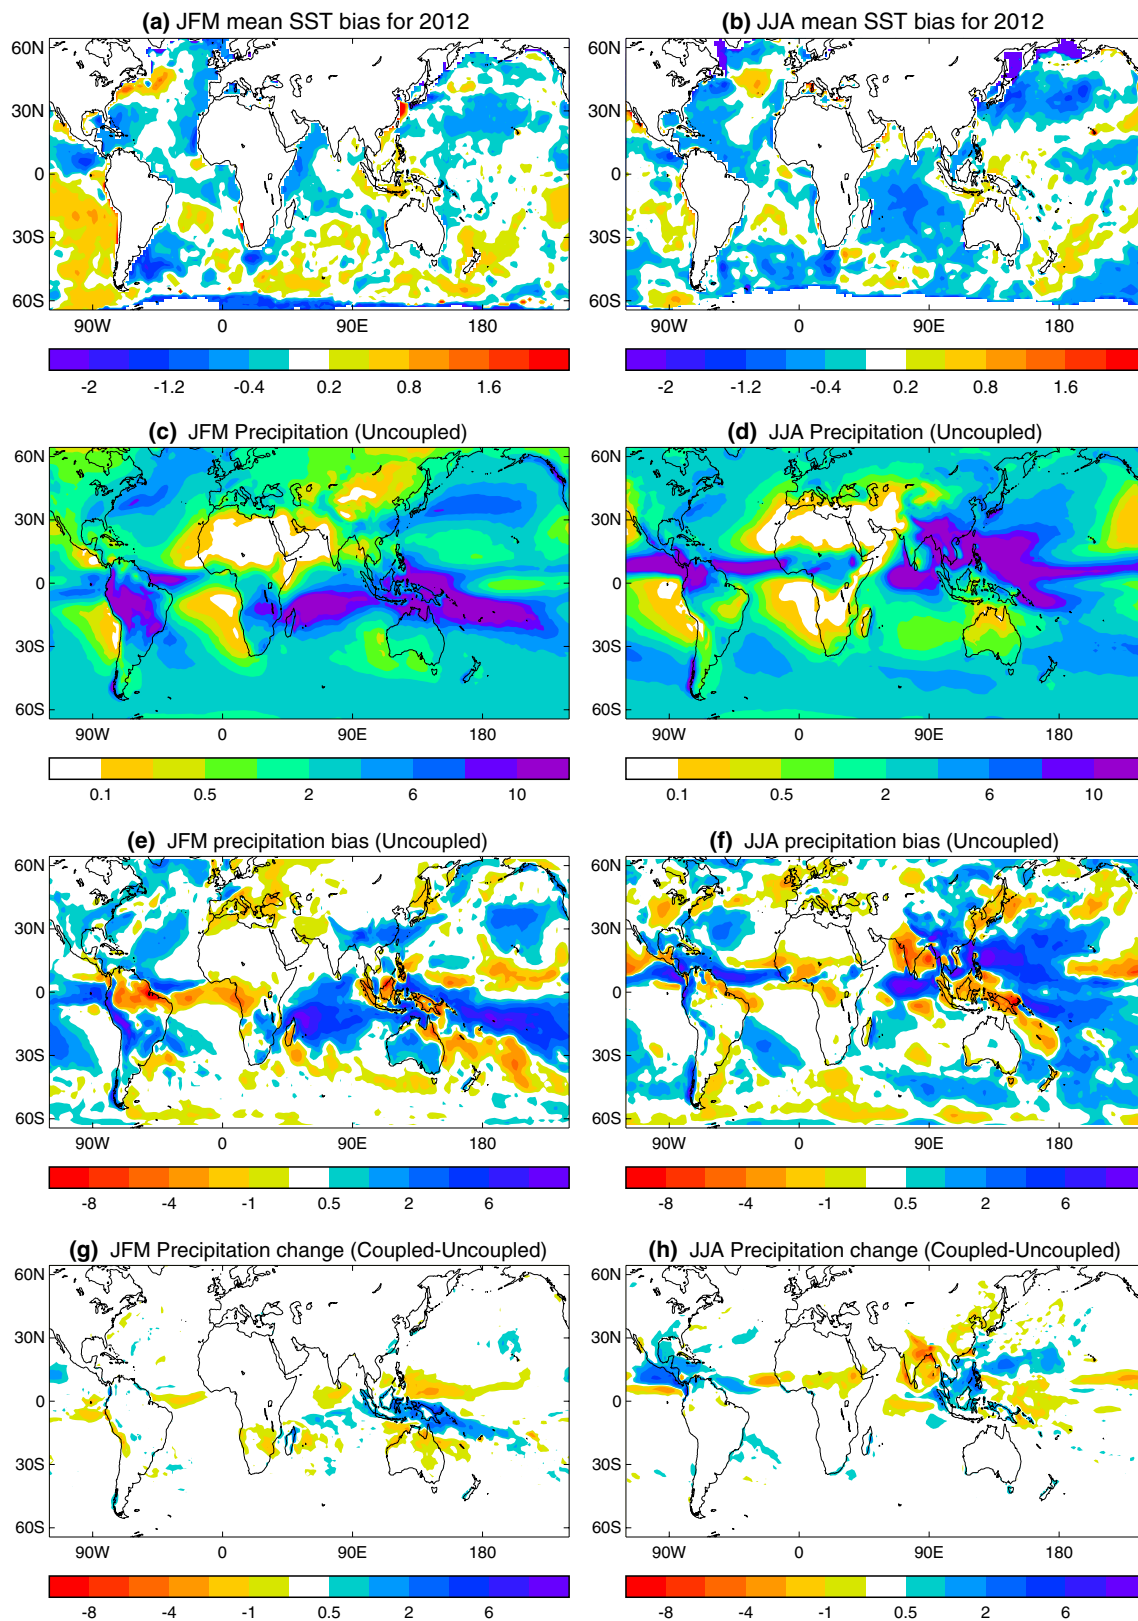 (a) JFM mean SST bias for 2012
60N
30N
0
30S
60S
90W 0 90E 180
-2 -1.2 -0.4 0.2 0.8 1.6
(b) JJA mean SST bias for 2012
60N
30N
0
30S
60S
90W 0 90E 180
-2 -1.2 -0.4 0.2 0.8 1.6
(c) JFM Precipitation (Uncoupled)
60N
30N
0
30S
60S
90W 0 90E 180
0.1 0.5 2 6 10
(d) JJA Precipitation (Uncoupled)
60N
30N
0
30S
60S
90W 0 90E 180
0.1 0.5 2 6 10
(e) JFM precipitation bias (Uncoupled)
60N
30N
0
30S
60S
90W 0 90E 180
-8 -4 -1 0.5 2 6
(f) JJA precipitation bias (Uncoupled)
60N
30N
0
30S
60S
90W 0 90E 180
-8 -4 -1 0.5 2 6
(g) JFM Precipitation change (Coupled-Uncoupled)
60N
30N
0
30S
60S
90W 0 90E 180
-8 -4 -1 0.5 2 6
(h) JJA Precipitation change (Coupled-Uncoupled)
60N
30N
0
30S
60S
90W 0 90E 180
-8 -4 -1 0.5 2 6